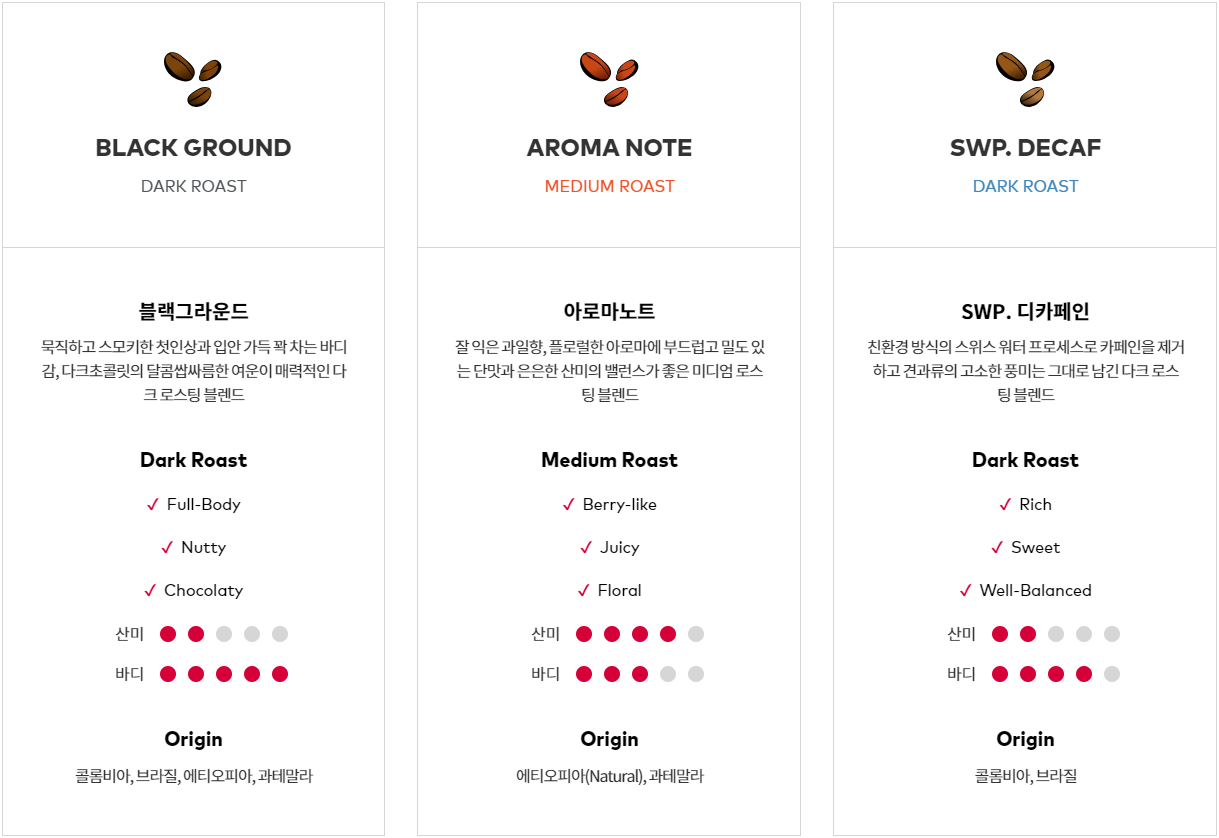 BLACK GROUND
DARK ROAST
블랙그라운드
묵직하고 스모키한 첫인상과 입안 가득 꽉 차는 바디
감, 다크초콜릿의 달콤쌉싸름한 여운이 매력적인 다
크 로스팅 블렌드
Dark Roast
✓ Full-Body
✓ Nutty
✓ Chocolaty
산미
바디
Origin
콜롬비아, 브라질, 에티오피아, 과테말라
AROMA NOTE
MEDIUM ROAST
아로마노트
잘 익은 과일향, 플로럴한 아로마에 부드럽고 밀도 있
는 단맛과 은은한 산미의 밸런스가 좋은 미디엄 로스
팅 블렌드
Medium Roast
✓ Berry-like
✓ Juicy
✓ Floral
산미
바디
Origin
에티오피아(Natural), 과테말라
SWP. DECAF
DARK ROAST
SWP. 디카페인
친환경 방식의 스위스 워터 프로세스로 카페인을 제거
하고 견과류의 고소한 풍미는 그대로 남긴 다크 로스
팅 블렌드
Dark Roast
✓ Rich
✓ Sweet
✓ Well-Balanced
산미
바디
Origin
콜롬비아, 브라질